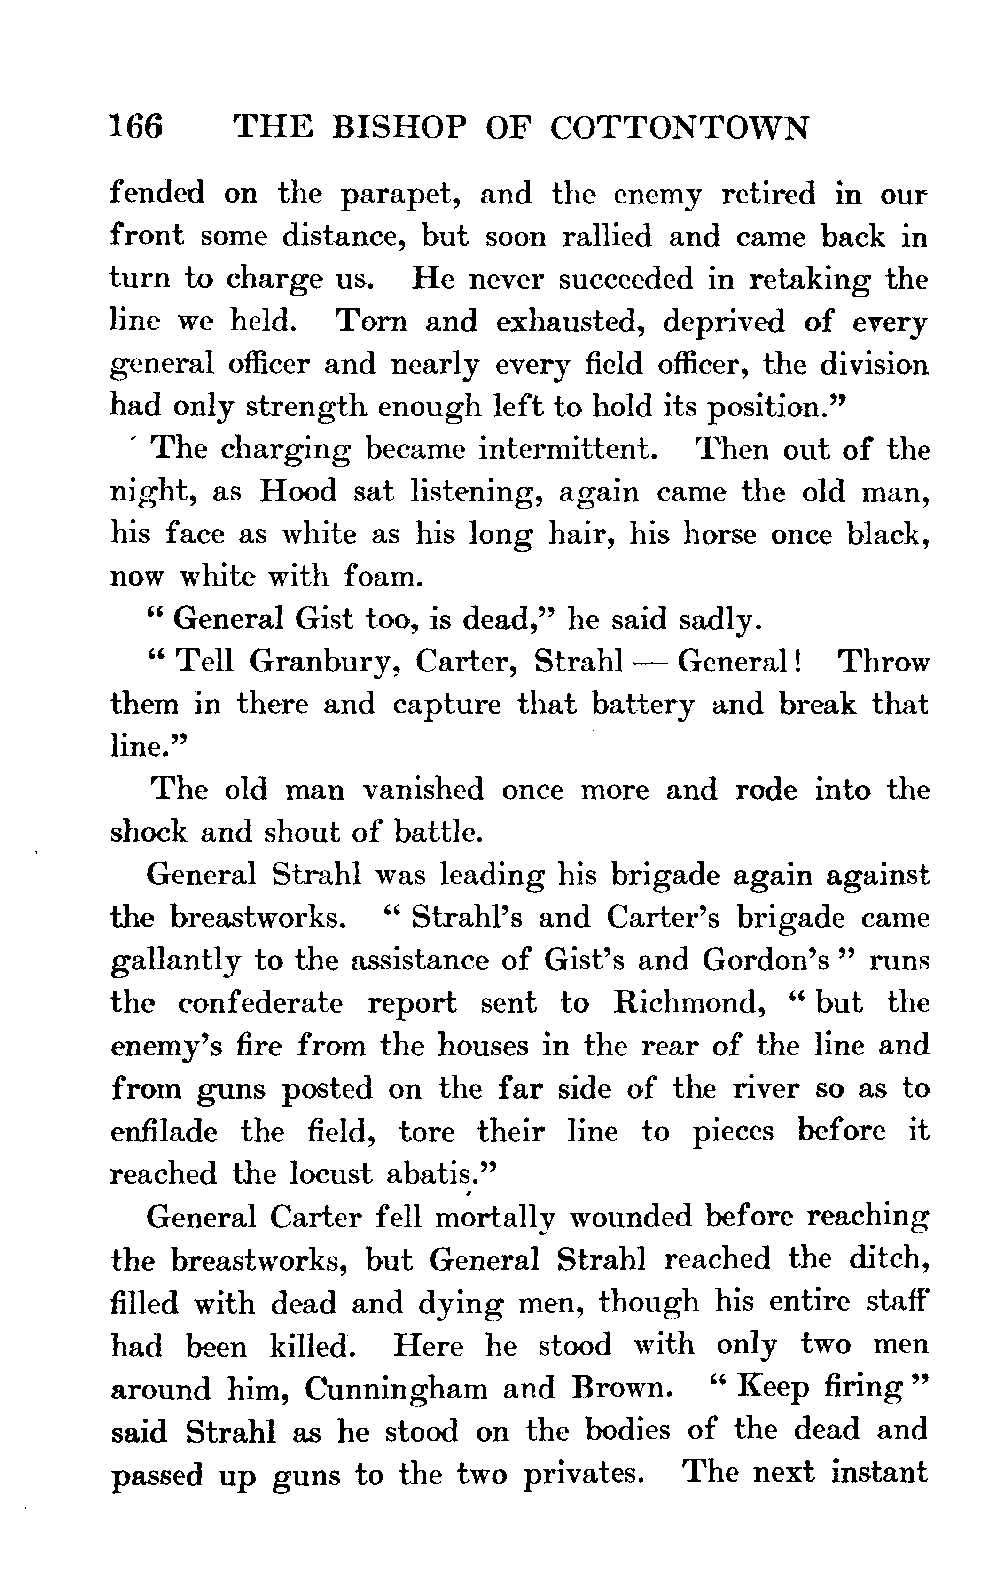 166 THE BISHOP OF COTTONTOWN
fended on the parapet, and the enemy retired in our
front some distance, but soon rallied and came back in
turn to charge us. He never succeeded in retaking the
line we held. Torn and exhausted, deprived of every
general officer and nearly every field officer, the division
had only strength enough left to hold its position.”
The charging became intermittent. Then out of the
night, as Hood sat listening, again came the old man,
his face as white as his long hair, his horse once black,
now white with foam.
“ General Gist too, is dead,” he said sadly.
“ Tell Granbury, Carter, Strahl — General! Throw
them in there and capture that battery and break that
line.”
The old man vanished once more and rode into the
shock and shout of battle.
General Strahl was leading his brigade again against
the breastworks. “ Strahl’s and Carter’s brigade came
gallantly to the assistance of Gist’s and Gordon’s ” runs
the confederate report sent to Richmond, “ but the
enemy’s fire from the houses in the rear of the line and
from guns posted on the far side of the river so as to
enfilade the field, tore their line to pieces before it
reached the locust abatis.”
General Carter fell mortally wounded before reaching
the breastworks, but General Strahl reached the ditch,
filled with dead and dying men, though his entire staff
had been killed. Here he stood with only two men
around him, Cunningham and Brown. “ Keep firing ”
said Strahl as he stood on the bodies of the dead and
passed up guns to the two privates. The next instant